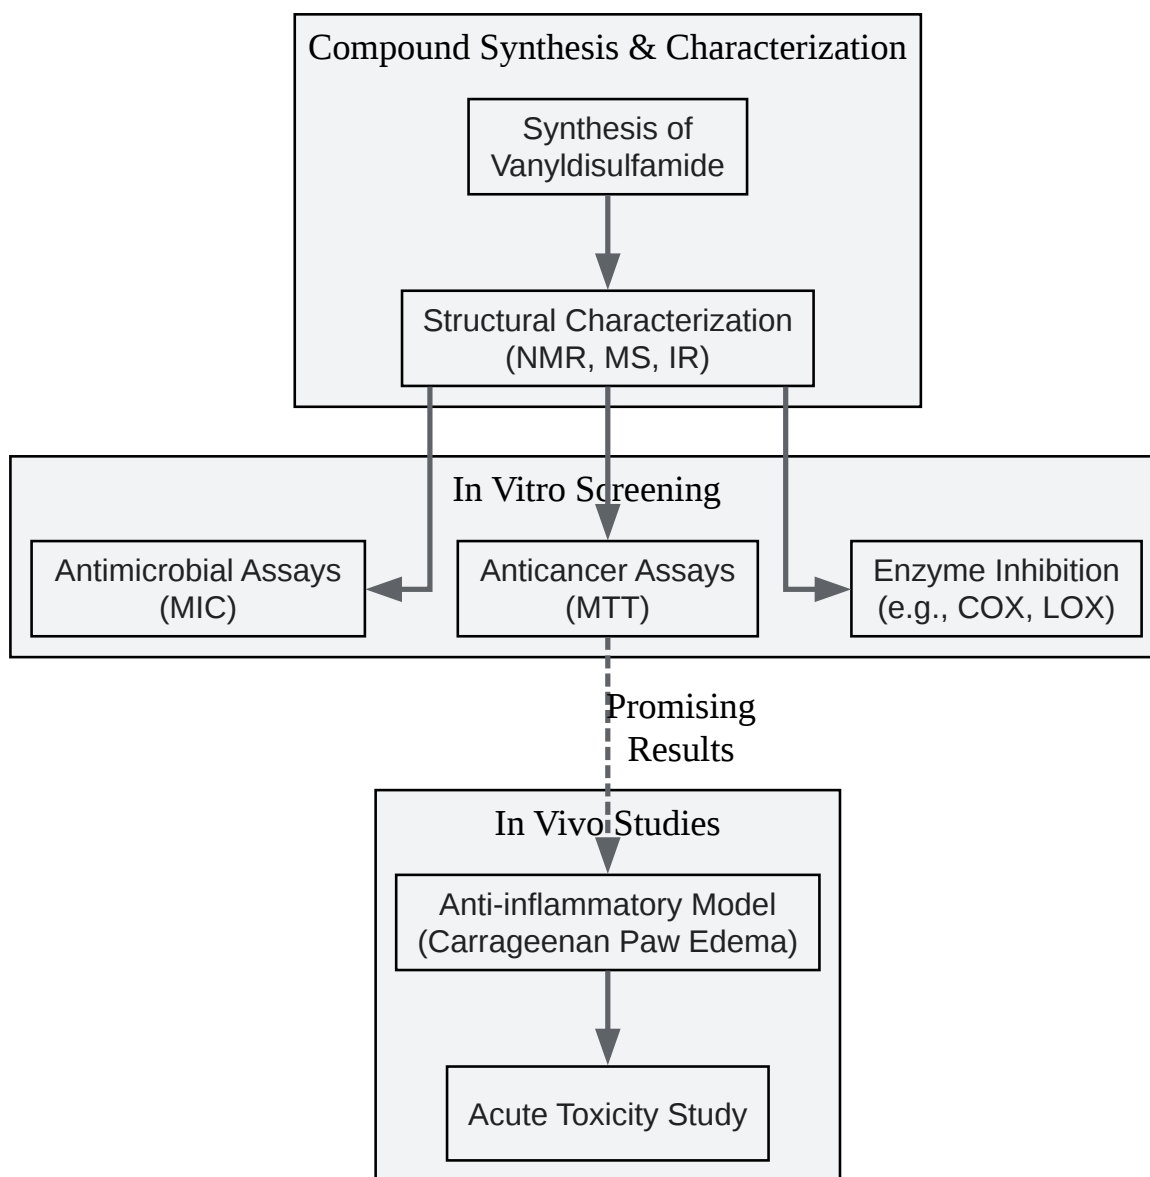 Compound Synthesis & Characterization
Synthesis of
Vanyldisulfamide
Structural Characterization
(NMR, MS, IR)
In Vitro Screening
Antimicrobial Assays
(MIC)
Anticancer Assays
(MTT)
Enzyme Inhibition
(e.g., COX, LOX)
Promising
Results
In Vivo Studies
Anti-inflammatory Model
(Carrageenan Paw Edema)
Acute Toxicity Study